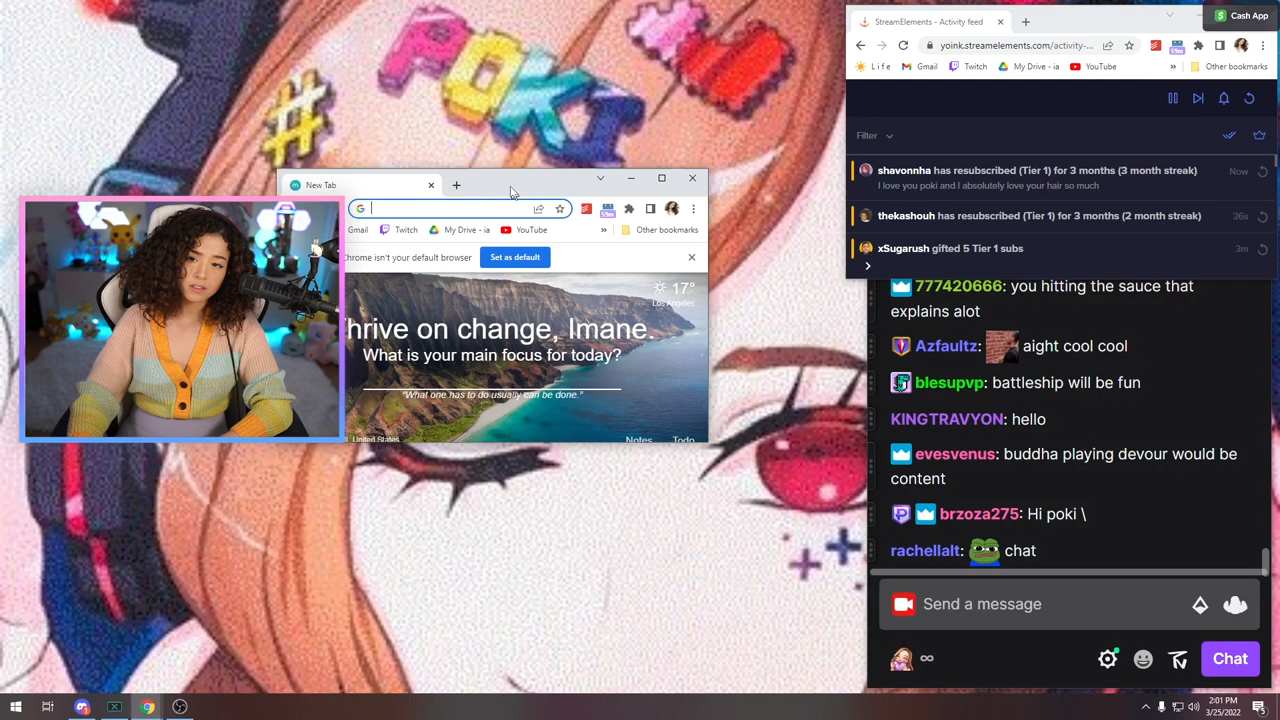 #POKI
StreamElements - Activity feed
Cash App
yoink.streamelements.com/activity-...
59m
L i f e
Gmail
Twitch
My Drive - ia
YouTube
»
Other bookmarks
Filter
shavonnha has resubscribed (Tier 1) for 3 months (3 month streak)
Now
I love you poki and I absolutely love your hair so much
thekashouh has resubscribed (Tier 1) for 3 months (2 month streak)
36s
xSugarush gifted 5 Tier 1 subs
3m
New Tab
59m
Gmail
Twitch
My Drive - ia
YouTube
»
Other bookmarks
Chrome isn't your default browser
Set as default
17°
Los Angeles
Thrive on change, Imane.
What is your main focus for today?
"What one has to do usually can be done."
United States
Notes
Todo
777420666: you hitting the sauce that
explains alot
Azfaultz: aight cool cool
blesupvp: battleship will be fun
KINGTRAVYON: hello
evesvenus: buddha playing devour would be
content
brzoza275: Hi poki \
rachellalt: chat
Send a message
∞
Chat
2:01 PM
3/25/2022
5